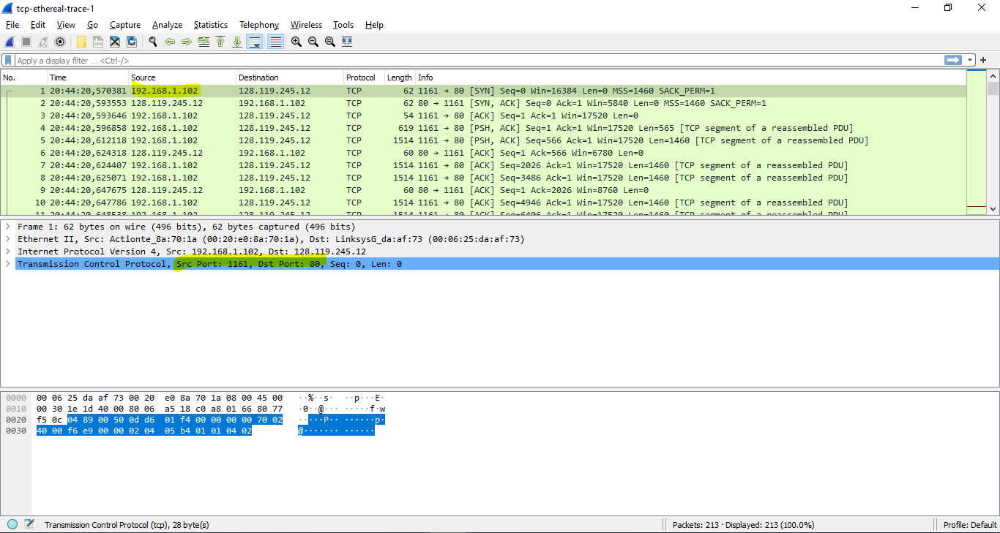 tcp-ethereal-trace-1
File Edit View Go Capture Analyze Statistics Telephony Wireless Tools Help
Apply a display filter ... <Ctrl-/>
No. Time Source Destination Protocol Length Info
1 20:44:20,570381 192.168.1.102 128.119.245.12 TCP 62 1161 → 80 [SYN] Seq=0 Win=16384 Len=0 MSS=1460 SACK_PERM=1
2 20:44:20,593553 128.119.245.12 192.168.1.102 TCP 62 80 → 1161 [SYN, ACK] Seq=0 Ack=1 Win=5840 Len=0 MSS=1460 SACK_PERM=1
3 20:44:20,593646 192.168.1.102 128.119.245.12 TCP 54 1161 → 80 [ACK] Seq=1 Ack=1 Win=17520 Len=0
4 20:44:20,596858 192.168.1.102 128.119.245.12 TCP 619 1161 → 80 [PSH, ACK] Seq=1 Ack=1 Win=17520 Len=565 [TCP segment of a reassembled PDU]
5 20:44:20,612118 192.168.1.102 128.119.245.12 TCP 1514 1161 → 80 [PSH, ACK] Seq=566 Ack=1 Win=17520 Len=1460 [TCP segment of a reassembled PDU]
6 20:44:20,624318 128.119.245.12 192.168.1.102 TCP 60 80 → 1161 [ACK] Seq=1 Ack=566 Win=6780 Len=0
7 20:44:20,624407 192.168.1.102 128.119.245.12 TCP 1514 1161 → 80 [ACK] Seq=2026 Ack=1 Win=17520 Len=1460 [TCP segment of a reassembled PDU]
8 20:44:20,625071 192.168.1.102 128.119.245.12 TCP 1514 1161 → 80 [ACK] Seq=3486 Ack=1 Win=17520 Len=1460 [TCP segment of a reassembled PDU]
9 20:44:20,647675 128.119.245.12 192.168.1.102 TCP 60 80 → 1161 [ACK] Seq=1 Ack=2026 Win=8760 Len=0
10 20:44:20,647786 192.168.1.102 128.119.245.12 TCP 1514 1161 → 80 [ACK] Seq=4946 Ack=1 Win=17520 Len=1460 [TCP segment of a reassembled PDU]
11 20:44:20,648538 192.168.1.102 128.119.245.12 TCP 1514 1161 → 80 [ACK] Seq=6406 Ack=1 Win=17520 Len=1460 [TCP segment of a reassembled PDU]
Frame 1: 62 bytes on wire (496 bits), 62 bytes captured (496 bits)
Ethernet II, Src: Actionte_8a:70:1a (00:20:e0:8a:70:1a), Dst: LinksysG_da:af:73 (00:06:25:da:af:73)
Internet Protocol Version 4, Src: 192.168.1.102, Dst: 128.119.245.12
Transmission Control Protocol, Src Port: 1161, Dst Port: 80, Seq: 0, Len: 0
0000 00 06 25 da af 73 00 20 e0 8a 70 1a 08 00 45 00 ··%··s· ··p···E·
0010 00 30 1e 1d 40 00 80 06 a5 18 c0 a8 01 66 80 77 ·0··@··· ·····f·w
0020 f5 0c 04 89 00 50 0d d6 01 f4 00 00 00 00 70 02 ·····P·· ······p·
0030 40 00 f6 e9 00 00 02 04 05 b4 01 01 04 02 @······· ······
Transmission Control Protocol (tcp), 28 byte(s)
Packets: 213 · Displayed: 213 (100.0%)
Profile: Default